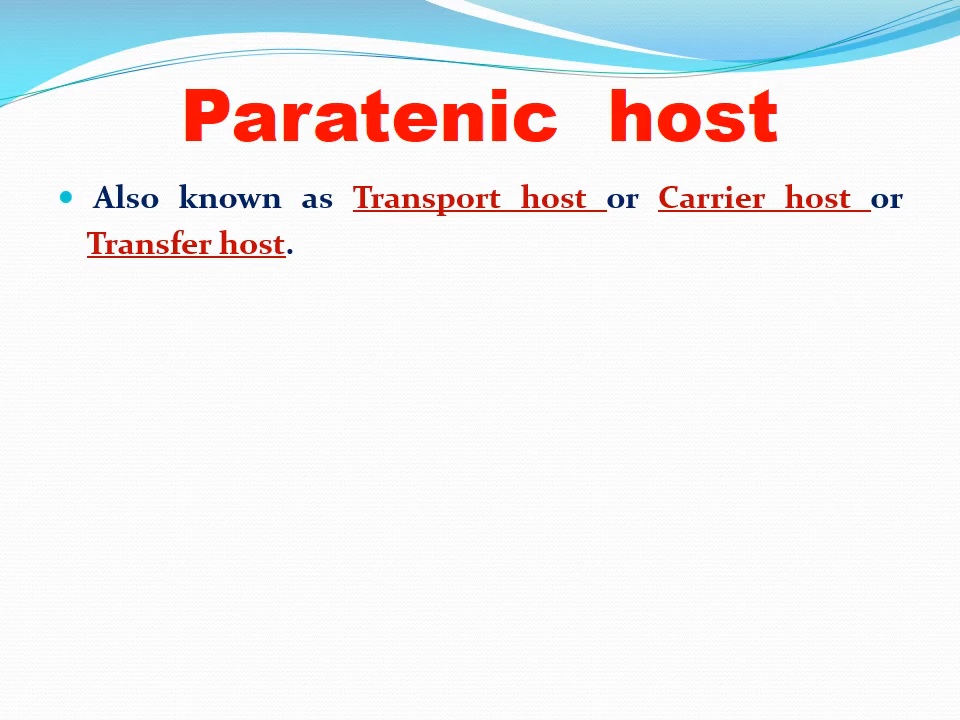 Paratenic host
• Also known as Transport host or Carrier host or
Transfer host.